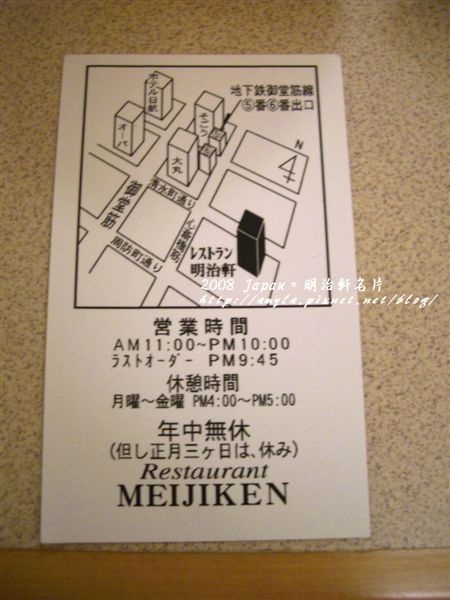 ホテル日航
そごう
地下鉄御堂筋線
⑤番⑥番出口
オーパ
大丸
N
清水町通り
御堂筋
心斎橋筋
周防町通り
レストラン
明治軒
2008 Japan。明治軒名片
http://amyla.pixnet.net/blog/
営業時間
AM11:00~PM10:00
ラストオーダー PM9:45
休憩時間
月曜～金曜 PM4:00～PM5:00
年中無休
(但し正月三ヶ日は、休み)
Restaurant
MEIJIKEN